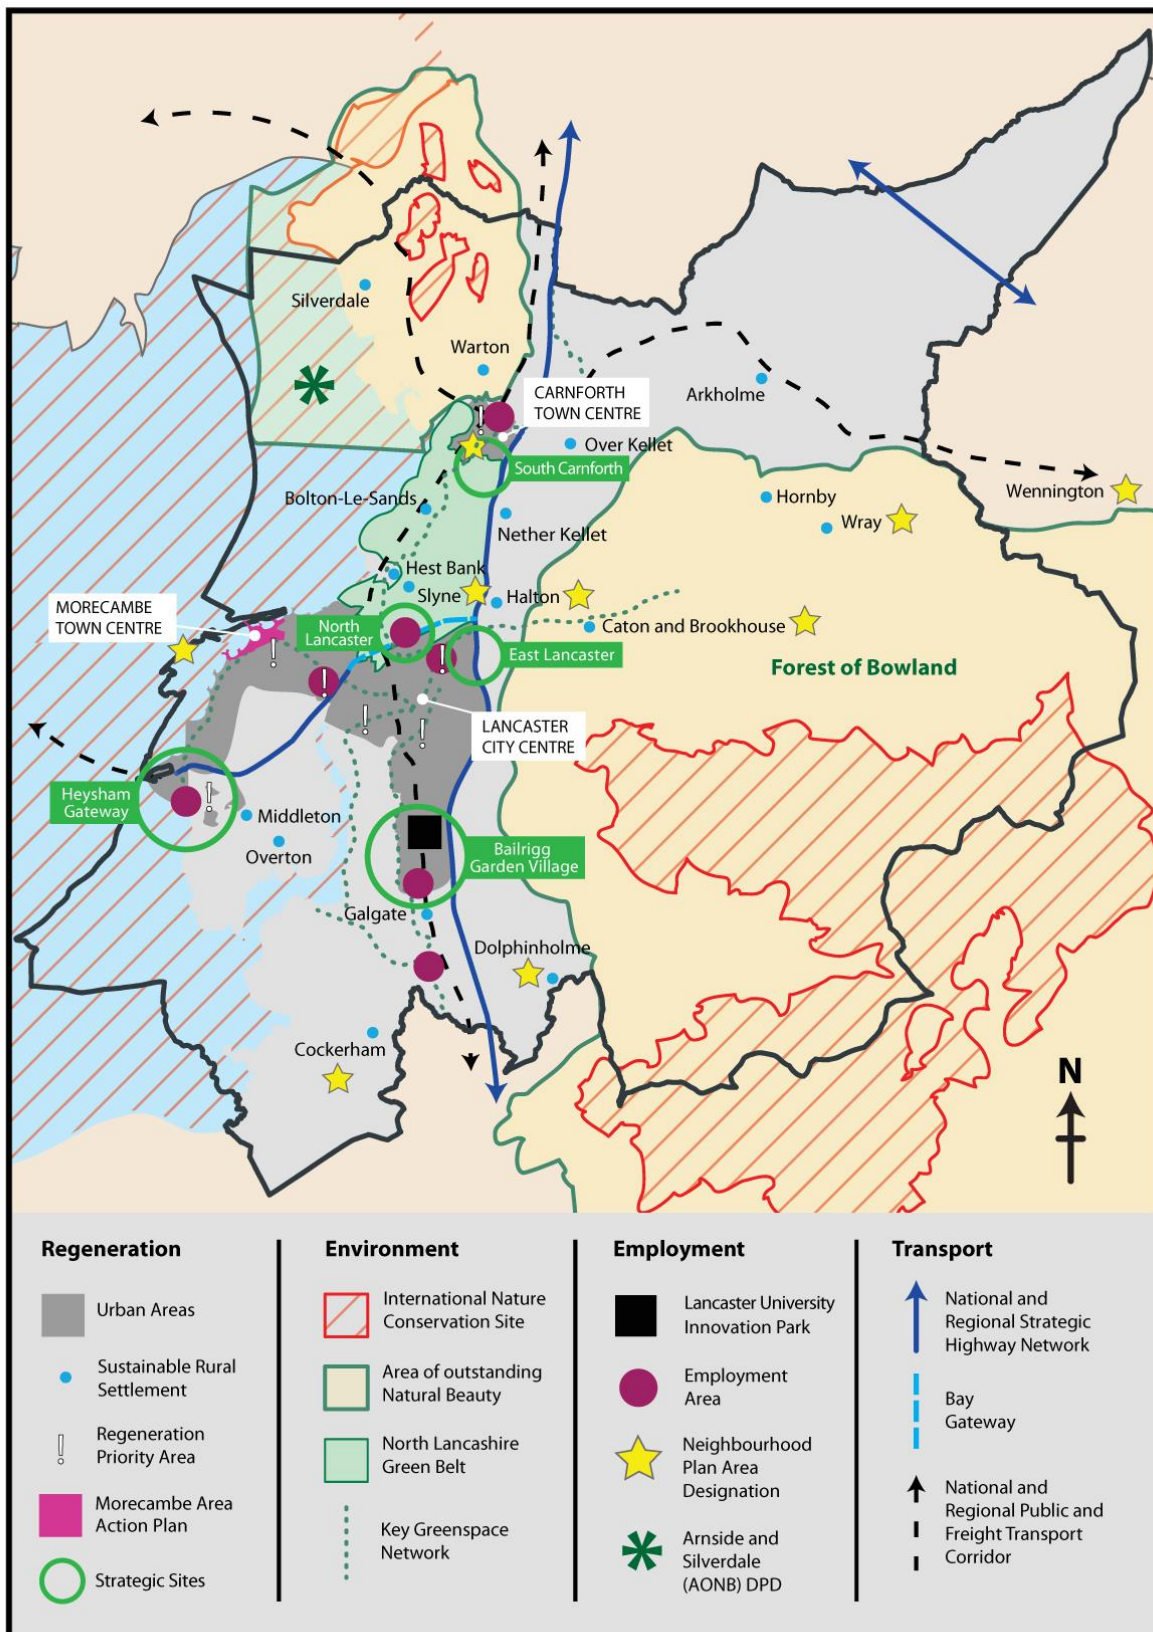 Silverdale
Warton
CARNFORTH
TOWN CENTRE
Arkholme
Over Kellet
South Carnforth
Bolton-Le-Sands
Nether Kellet
Hornby
Wray
Wennington
Hest Bank
Slyne
Halton
MORECAMBE
TOWN CENTRE
North
Lancaster
Caton and Brookhouse
East Lancaster
Forest of Bowland
LANCASTER
CITY CENTRE
Heysham
Gateway
Middleton
Overton
Bailrigg
Garden Village
Galgate
Dolphinholme
Cockerham
N
Regeneration
Urban Areas
Sustainable Rural
Settlement
!
Regeneration
Priority Area
Morecambe Area
Action Plan
Strategic Sites
Environment
International Nature
Conservation Site
Area of outstanding
Natural Beauty
North Lancashire
Green Belt
Key Greenspace
Network
Employment
Lancaster University
Innovation Park
Employment
Area
Neighbourhood
Plan Area
Designation
Arnside and
Silverdale
(AONB) DPD
Transport
National and
Regional Strategic
Highway Network
Bay
Gateway
National and
Regional Public and
Freight Transport
Corridor